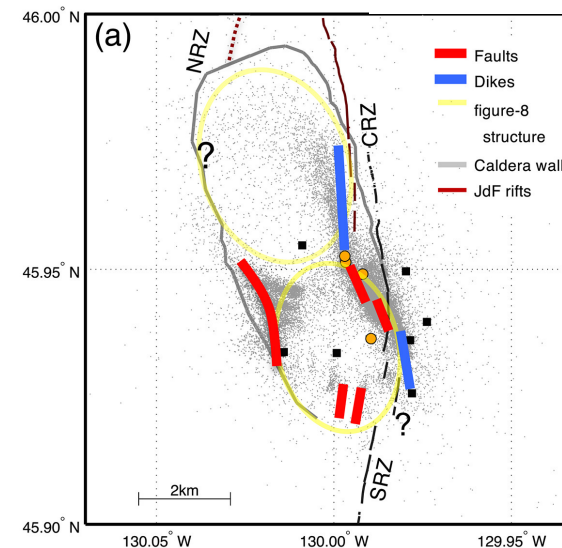 46.00° N
(a)
NRZ
Faults
Dikes
figure-8
structure
Caldera wall
JdF rifts
CRZ
?
45.95° N
?
SRZ
2km
45.90° N
130.05° W
130.00° W
129.95° W